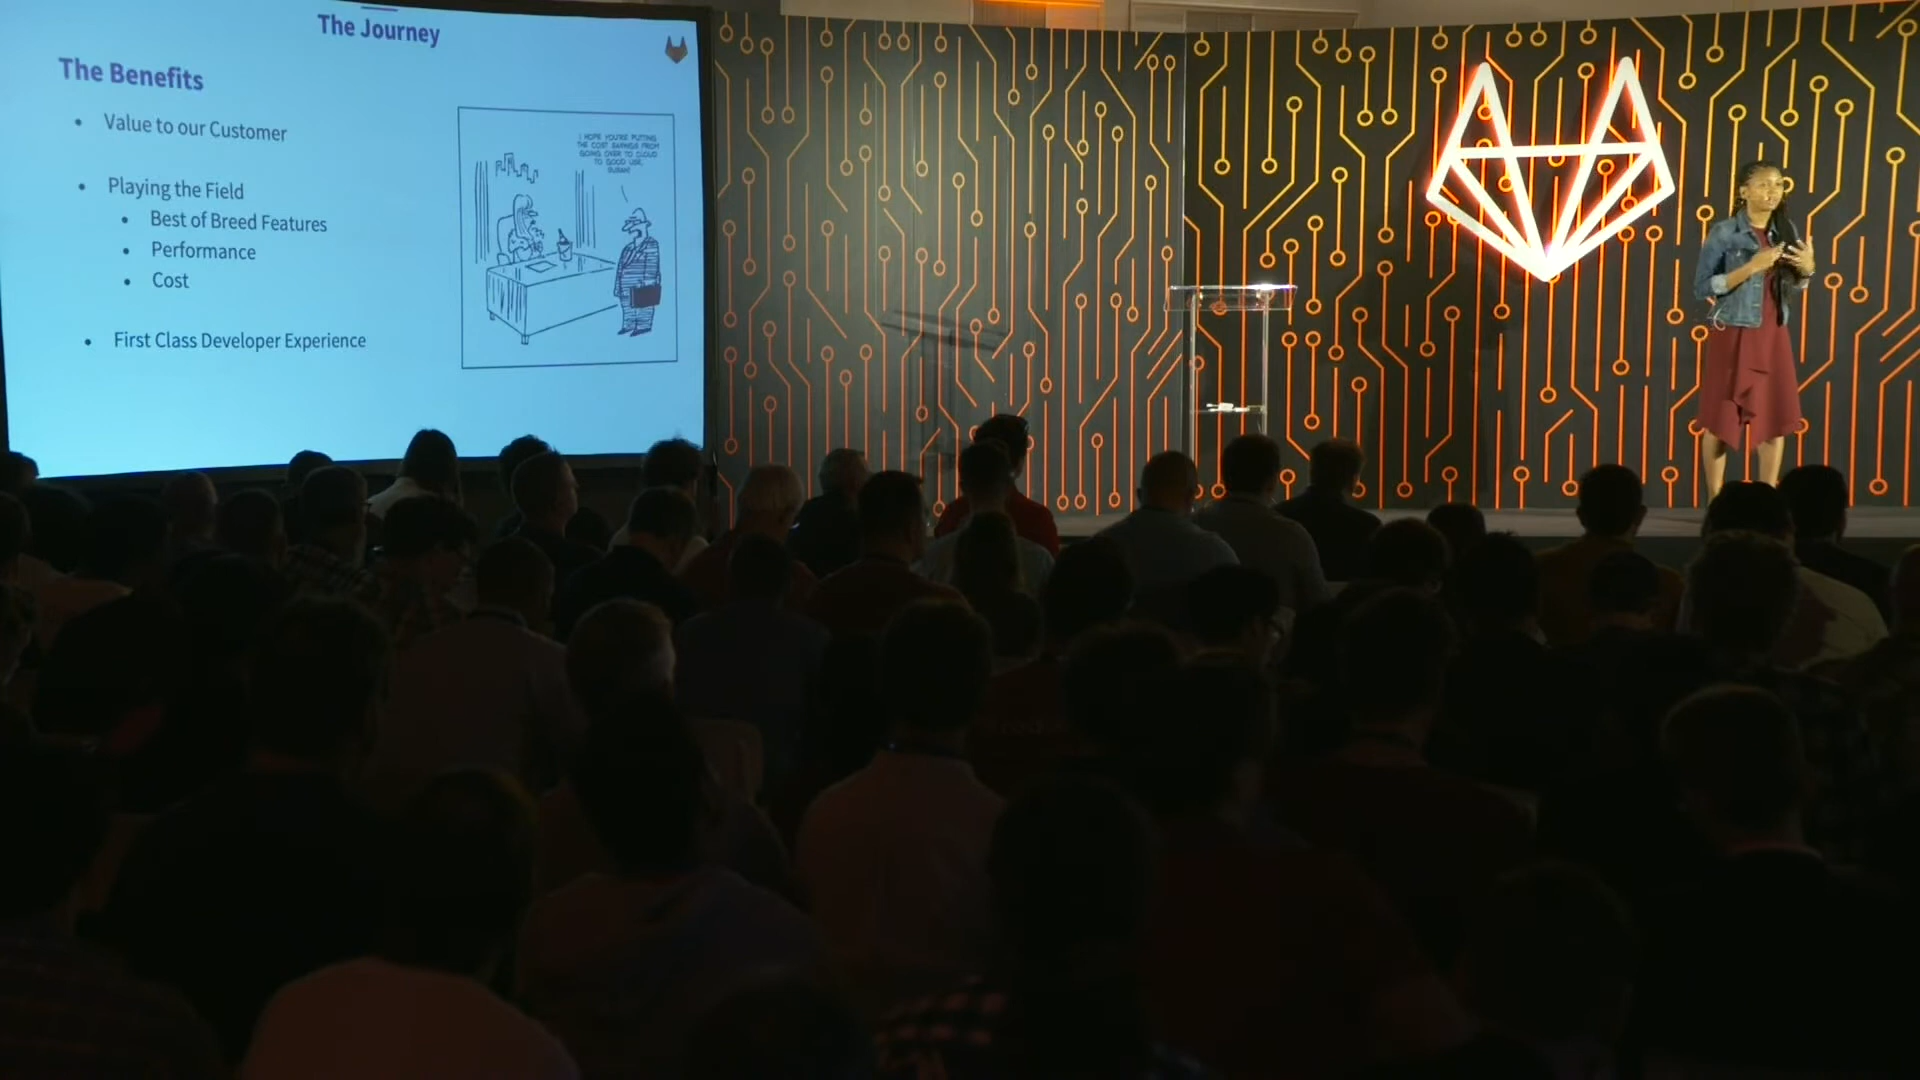 The Journey
The Benefits
• Value to our Customer
• Playing the Field
• Best of Breed Features
• Performance
• Cost
• First Class Developer Experience
I HOPE YOU'RE PUTTING
THE COST SAVINGS FROM
GOING OVER TO CLOUD
TO GOOD USE,
SUSAN!